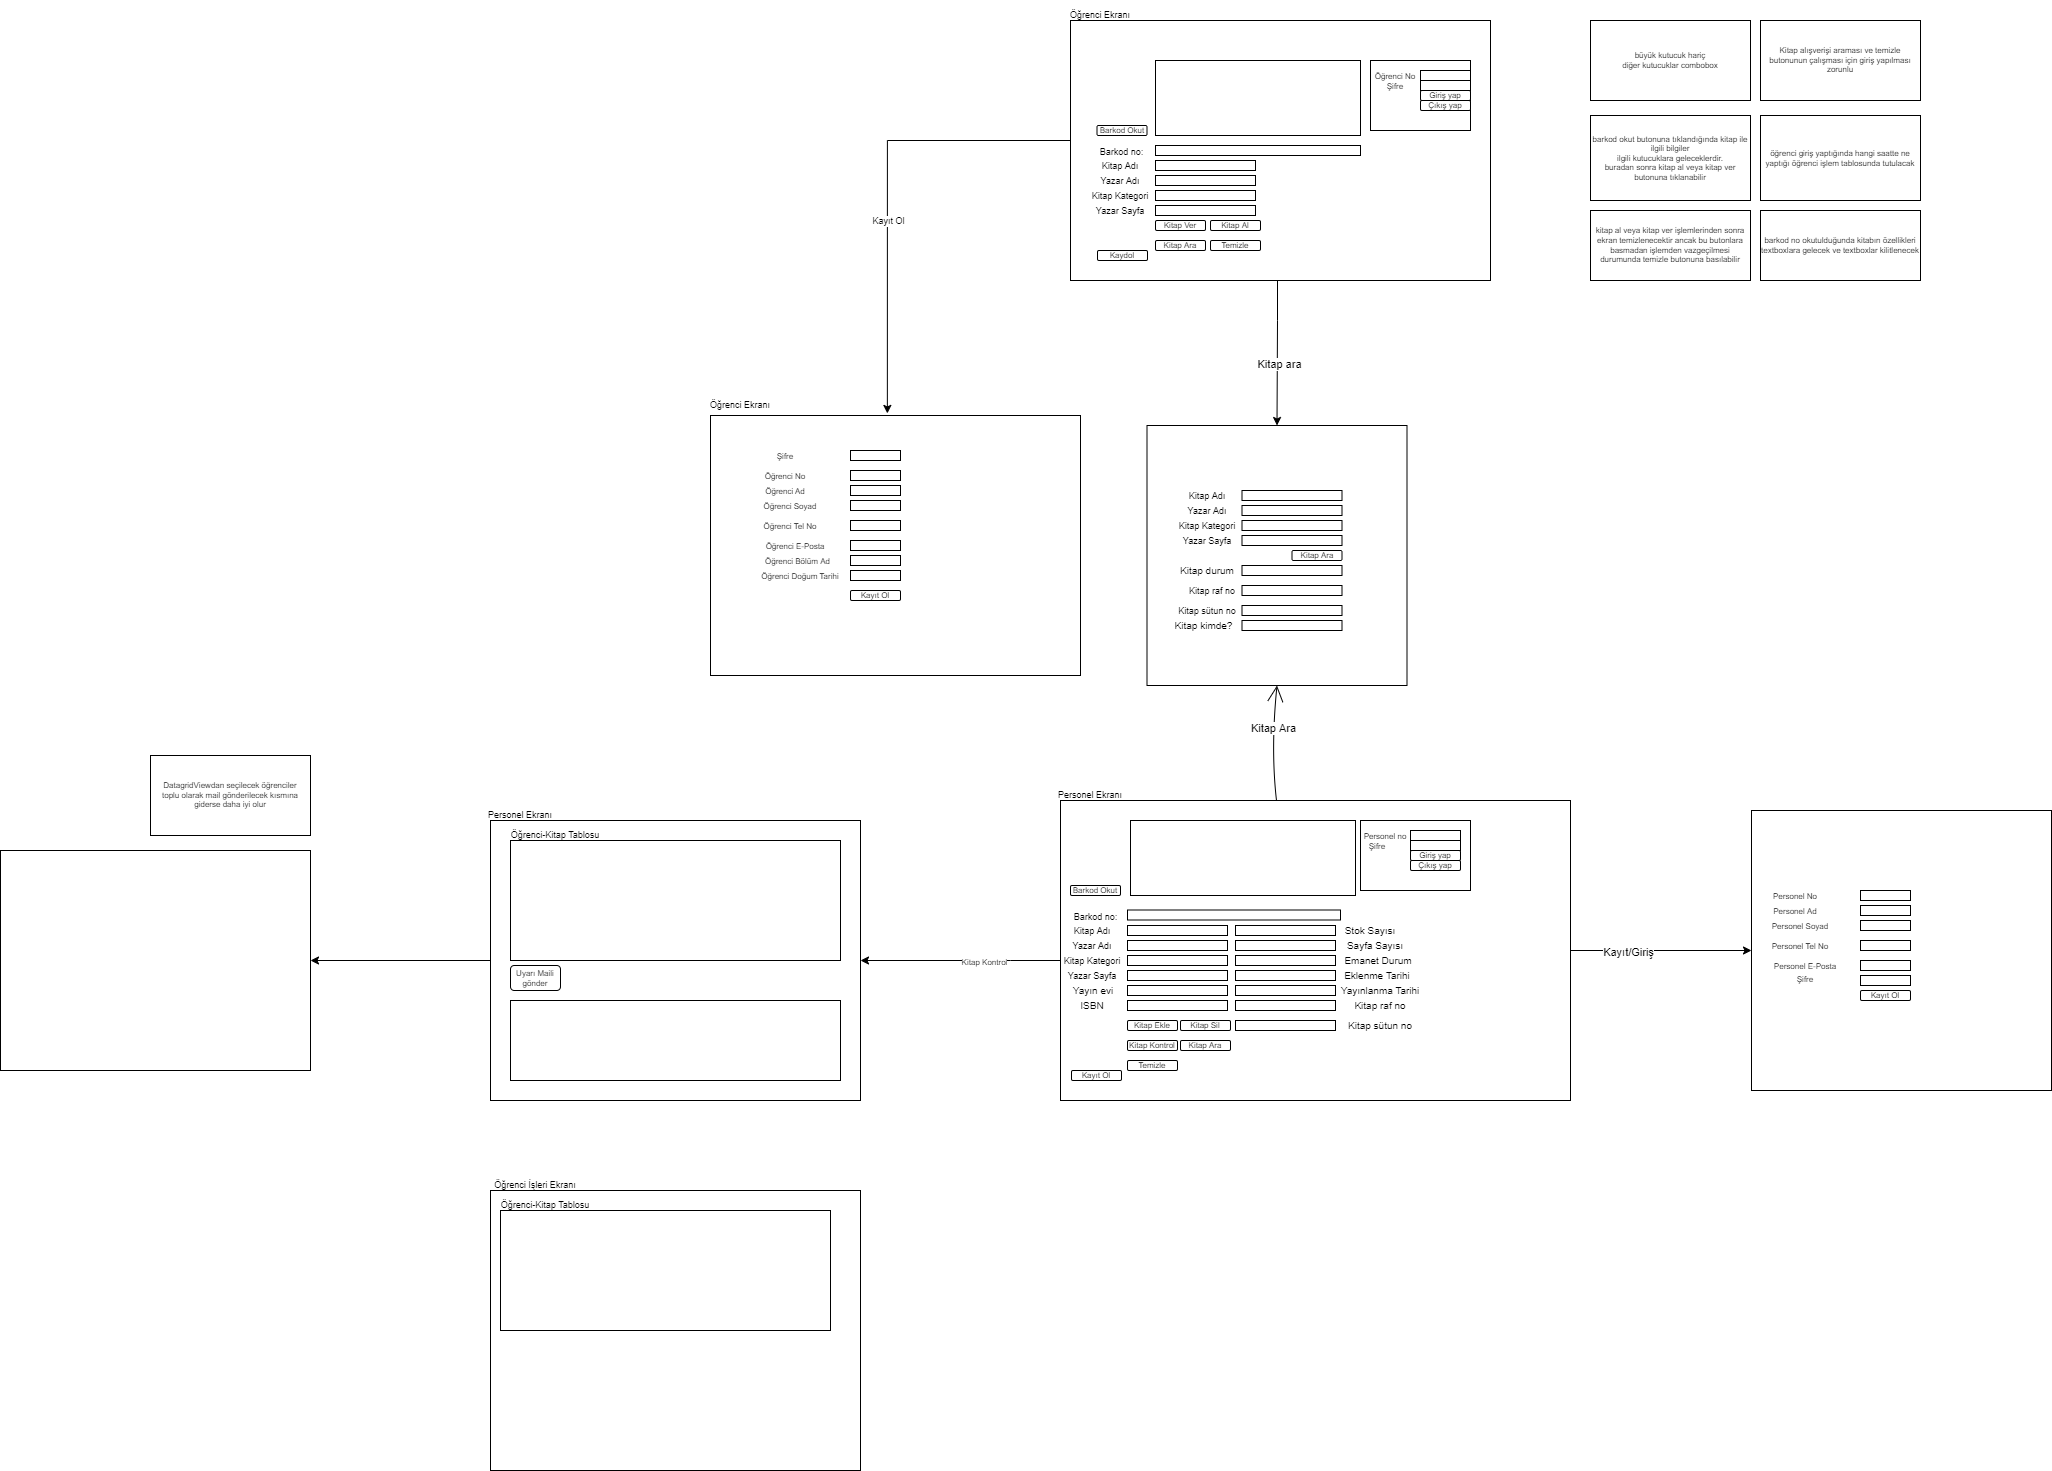 Öğrenci Ekranı
Öğrenci No
Şifre
Giriş yap
Çıkış yap
Barkod Okut
Barkod no:
Kitap Adı
Yazar Adı
Kitap Kategori
Yazar Sayfa
Kitap Ver
Kitap Al
Kitap Ara
Temizle
Kaydol
büyük kutucuk hariç
diğer kutucuklar combobox
Kitap alışverişi araması ve temizle
butonunun çalışması için giriş yapılması
zorunlu
barkod okut butonuna tıklandığında kitap ile
ilgili bilgiler
ilgili kutucuklara geleceklerdir.
buradan sonra kitap al veya kitap ver
butonuna tıklanabilir
öğrenci giriş yaptığında hangi saatte ne
yaptığı öğrenci işlem tablosunda tutulacak
kitap al veya kitap ver işlemlerinden sonra
ekran temizlenecektir ancak bu butonlara
basmadan işlemden vazgeçilmesi
durumunda temizle butonuna basılabilir
barkod no okutulduğunda kitabın özellikleri
textboxlara gelecek ve textboxlar kilitlenecek
Kayıt Ol
Kitap ara
Öğrenci Ekranı
Şifre
Öğrenci No
Öğrenci Ad
Öğrenci Soyad
Öğrenci Tel No
Öğrenci E-Posta
Öğrenci Bölüm Ad
Öğrenci Doğum Tarihi
Kayıt Ol
Kitap Adı
Yazar Adı
Kitap Kategori
Yazar Sayfa
Kitap Ara
Kitap durum
Kitap raf no
Kitap sütun no
Kitap kimde?
Kitap Ara
DatagridViewdan seçilecek öğrenciler
toplu olarak mail gönderilecek kısmına
giderse daha iyi olur
Personel Ekranı
Öğrenci-Kitap Tablosu
Uyarı Maili
gönder
Kitap Kontrol
Personel Ekranı
Personel no
Şifre
Giriş yap
Çıkış yap
Barkod Okut
Barkod no:
Kitap Adı
Stok Sayısı
Yazar Adı
Sayfa Sayısı
Kitap Kategori
Emanet Durum
Yazar Sayfa
Eklenme Tarihi
Yayın evi
Yayınlanma Tarihi
ISBN
Kitap raf no
Kitap Ekle
Kitap Sil
Kitap sütun no
Kitap Kontrol
Kitap Ara
Temizle
Kayıt Ol
Kayıt/Giriş
Personel No
Personel Ad
Personel Soyad
Personel Tel No
Personel E-Posta
Şifre
Kayıt Ol
Öğrenci İşleri Ekranı
Öğrenci-Kitap Tablosu